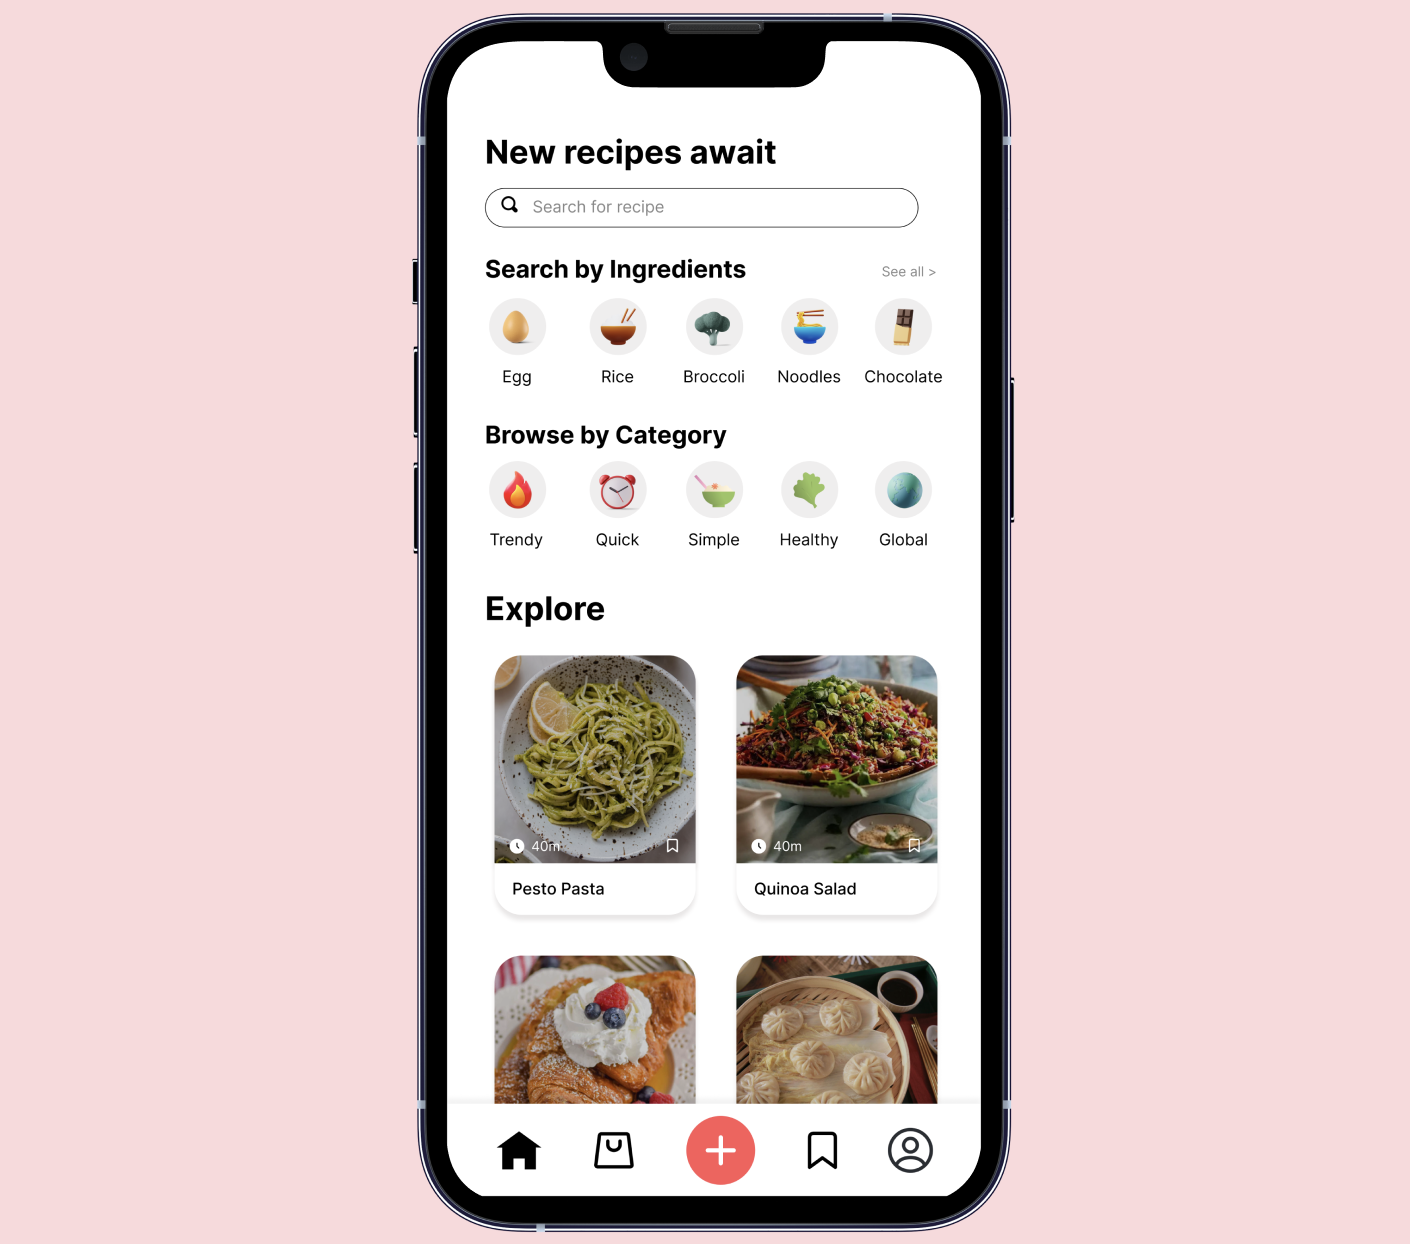 New recipes await
Search for recipe
Search by Ingredients
See all >
Egg
Rice
Broccoli
Noodles
Chocolate
Browse by Category
Trendy
Quick
Simple
Healthy
Global
Explore
40m
40m
Pesto Pasta
Quinoa Salad